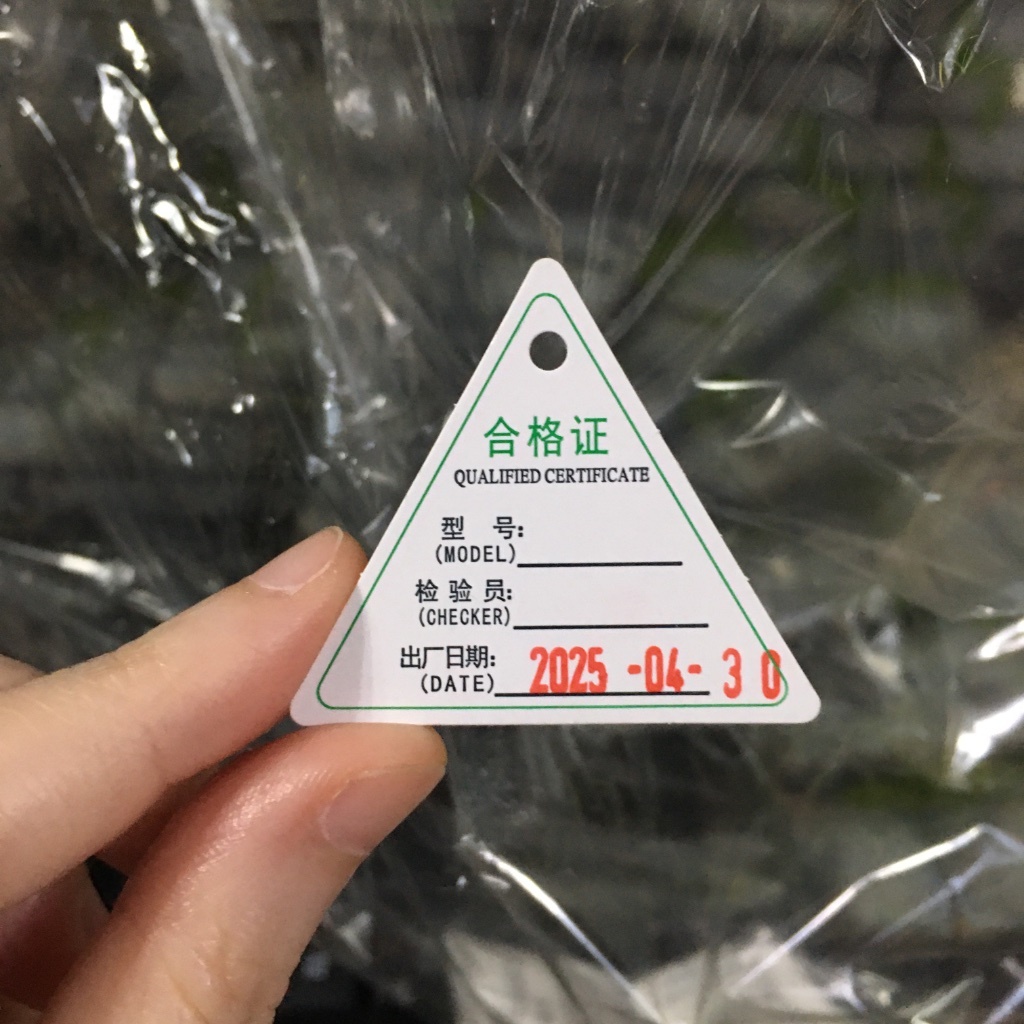 合格证
QUALIFIED CERTIFICATE
型 号:
(MODEL)
检 验 员:
(CHECKER)
出厂日期:
(DATE) 2025 -04- 3 0